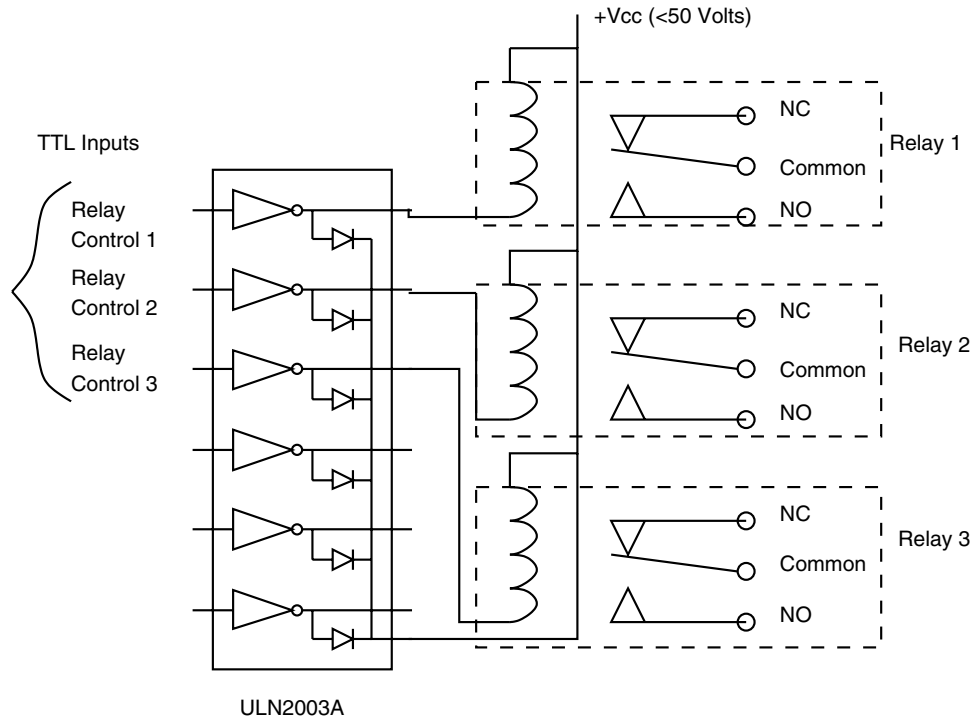 +Vcc (<50 Volts)
TTL Inputs
Relay
Control 1
Relay
Control 2
Relay
Control 3
NC
Common
NO
Relay 1
NC
Common
NO
Relay 2
NC
Common
NO
Relay 3
ULN2003A